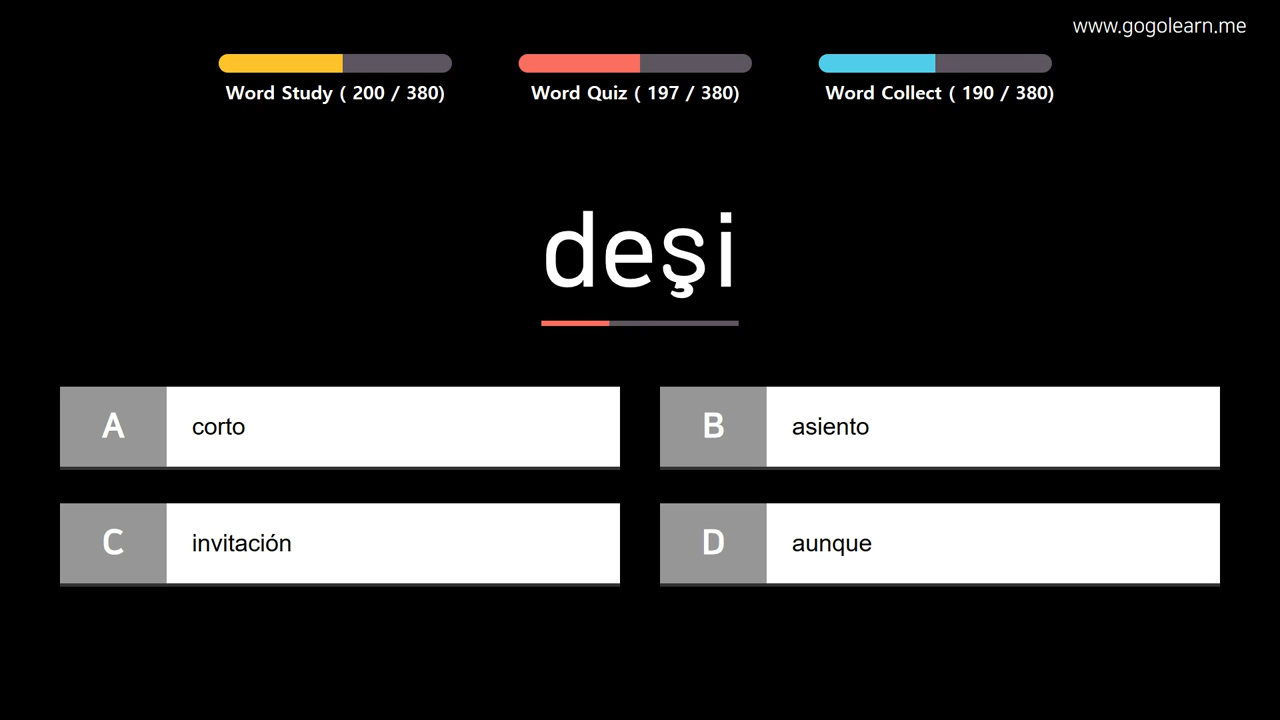 www.gogolearn.me
Word Study ( 200 / 380)
Word Quiz ( 197 / 380)
Word Collect ( 190 / 380)
deşi
A corto
B asiento
C invitación
D aunque